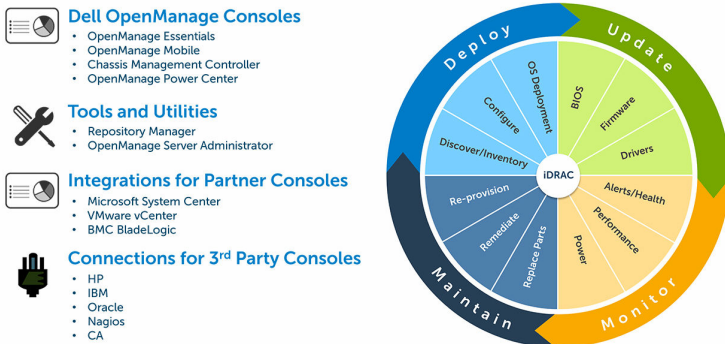 Dell OpenManage Consoles
• OpenManage Essentials
• OpenManage Mobile
• Chassis Management Controller
• OpenManage Power Center
Tools and Utilities
• Repository Manager
• OpenManage Server Administrator
Integrations for Partner Consoles
• Microsoft System Center
• VMware vCenter
• BMC BladeLogic
Connections for 3rd Party Consoles
• HP
• IBM
• Oracle
• Nagios
• CA
Deploy
Update
Monitor
Maintain
Discover/Inventory
Configure
OS Deployment
BIOS
Firmware
Drivers
Alerts/Health
Performance
Power
Replace Parts
Remediate
Re-provision
iDRAC